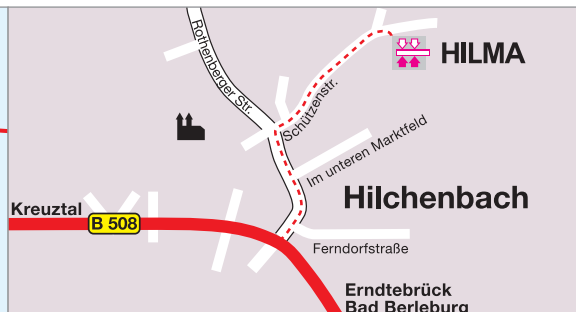 Rothenberger Str.
HILMA
Schützenstr.
Im unteren Marktfeld
Hilchenbach
Kreuztal
B 508
Ferndorfstraße
Erndtebrück
Bad Berleburg